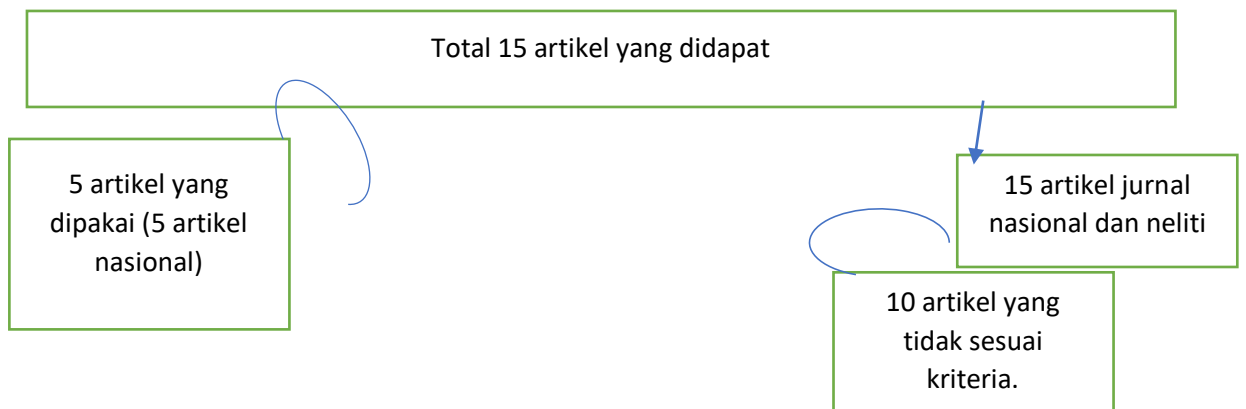 Total 15 artikel yang didapat
5 artikel yang
dipakai (5 artikel
nasional)
15 artikel jurnal
nasional dan neliti
10 artikel yang
tidak sesuai
kriteria.